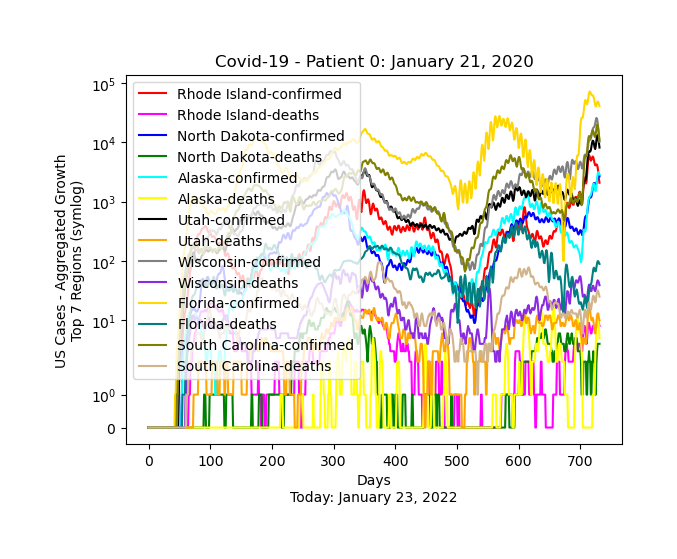 Covid-19 - Patient 0: January 21, 2020
US Cases - Aggregated Growth
Top 7 Regions (symlog)
10^5
10^4
10^3
10^2
10^1
10^0
0
Rhode Island-confirmed
Rhode Island-deaths
North Dakota-confirmed
North Dakota-deaths
Alaska-confirmed
Alaska-deaths
Utah-confirmed
Utah-deaths
Wisconsin-confirmed
Wisconsin-deaths
Florida-confirmed
Florida-deaths
South Carolina-confirmed
South Carolina-deaths
0 100 200 300 400 500 600 700
Days
Today: January 23, 2022